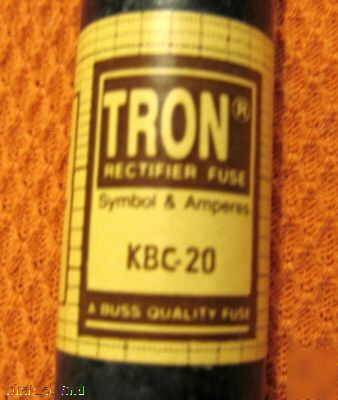 TRON®
RECTIFIER FUSE
Symbol & Amperes
KBC-20
A BUSS QUALITY FUSE